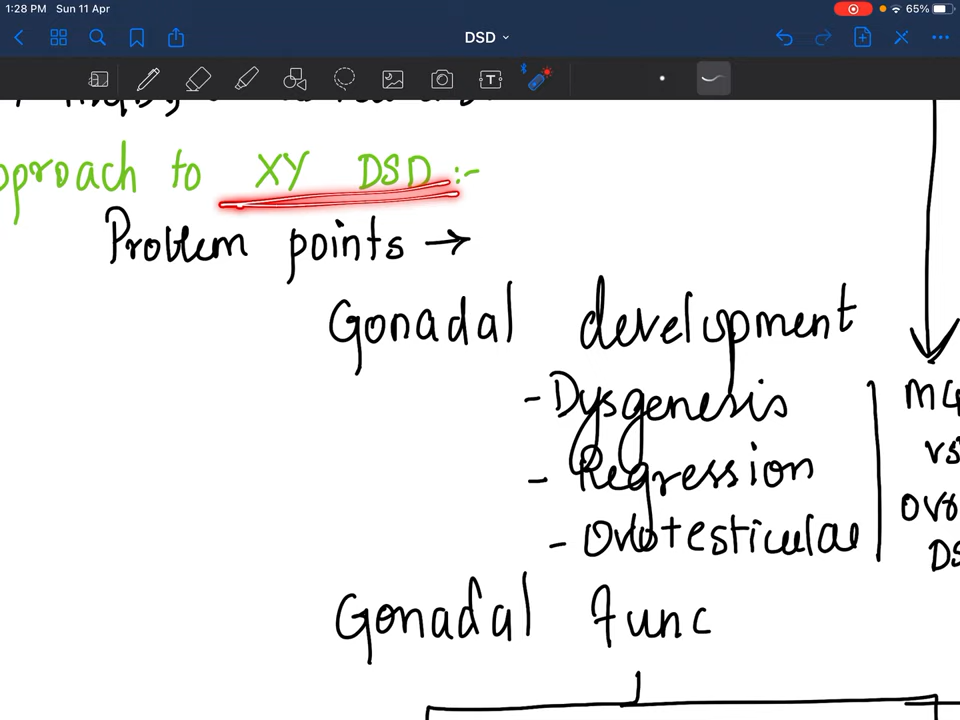 1:28 PM Sun 11 Apr 65%
DSD
T
pproach to XY DSD :-
Problem points →
Gonadal development
- Dysgenesis
- Regression
- Ovotesticular
vs
Gonadal func